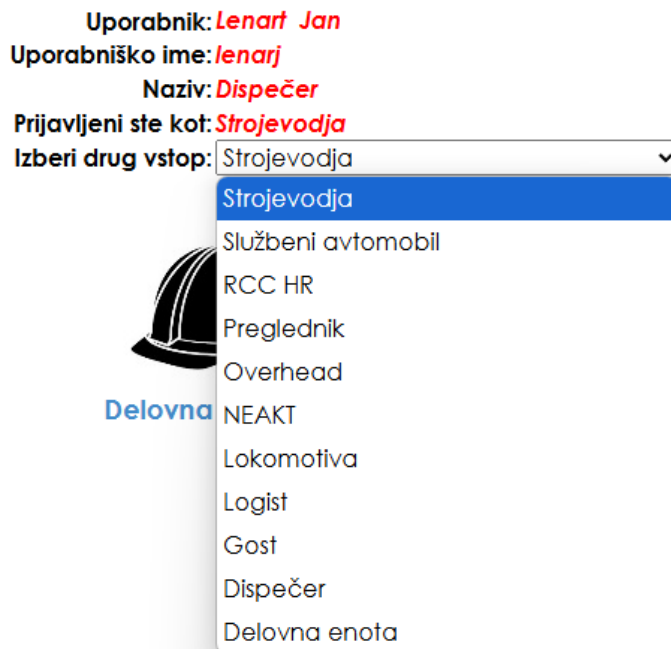 Uporabnik: Lenart Jan
Uporabniško ime: lenarj
Naziv: Dispečer
Prijavljeni ste kot: Strojevodja
Izberi drug vstop: Strojevodja
Strojevodja
Službeni avtomobil
RCC HR
Preglednik
Overhead
Delovna
NEAKT
Lokomotiva
Logist
Gost
Dispečer
Delovna enota